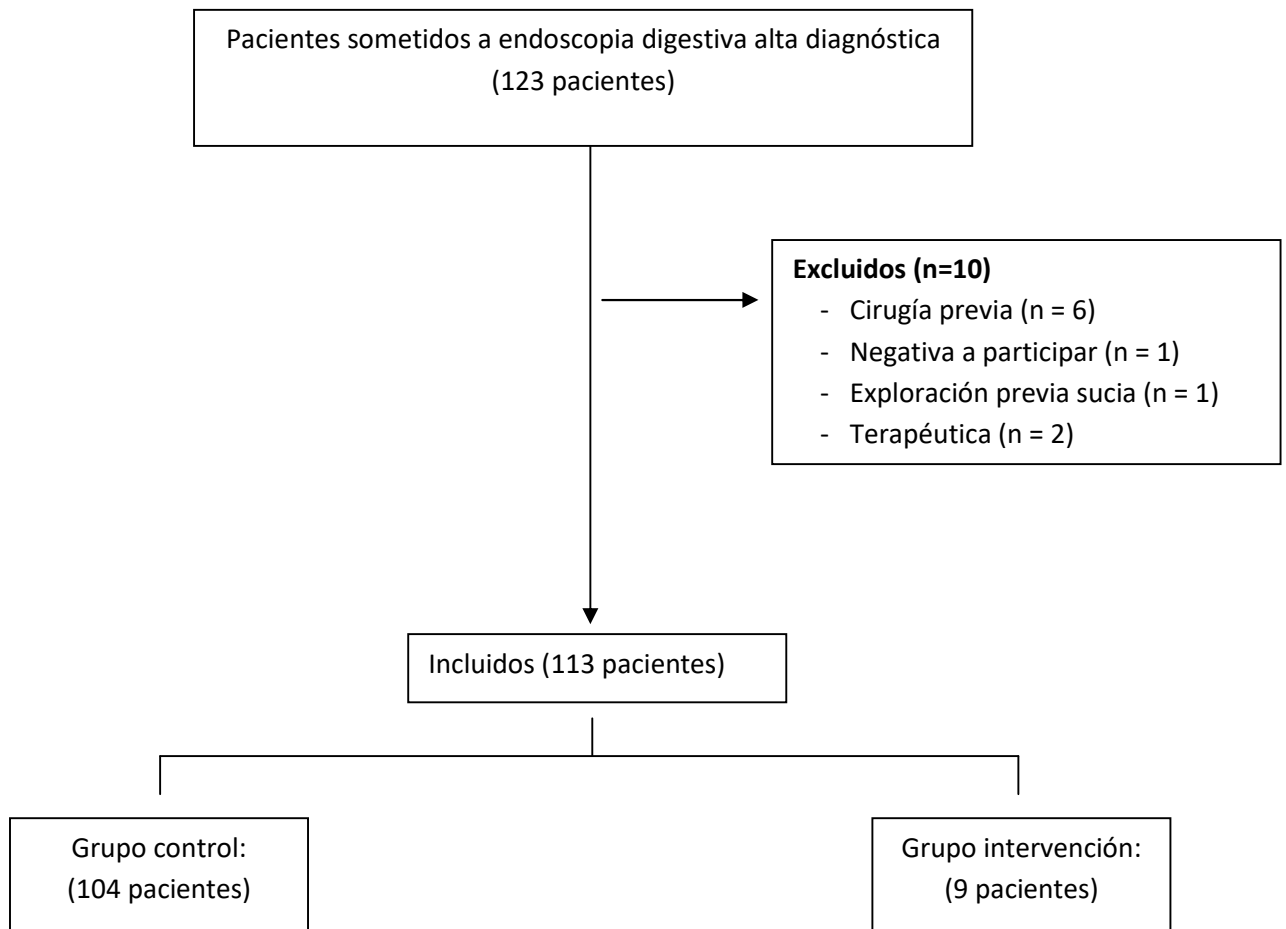 Pacientes sometidos a endoscopia digestiva alta diagnóstica
(123 pacientes)
Excluidos (n=10)
- Cirugía previa (n = 6)
- Negativa a participar (n = 1)
- Exploración previa sucia (n = 1)
- Terapéutica (n = 2)
Incluidos (113 pacientes)
Grupo control:
(104 pacientes)
Grupo intervención:
(9 pacientes)